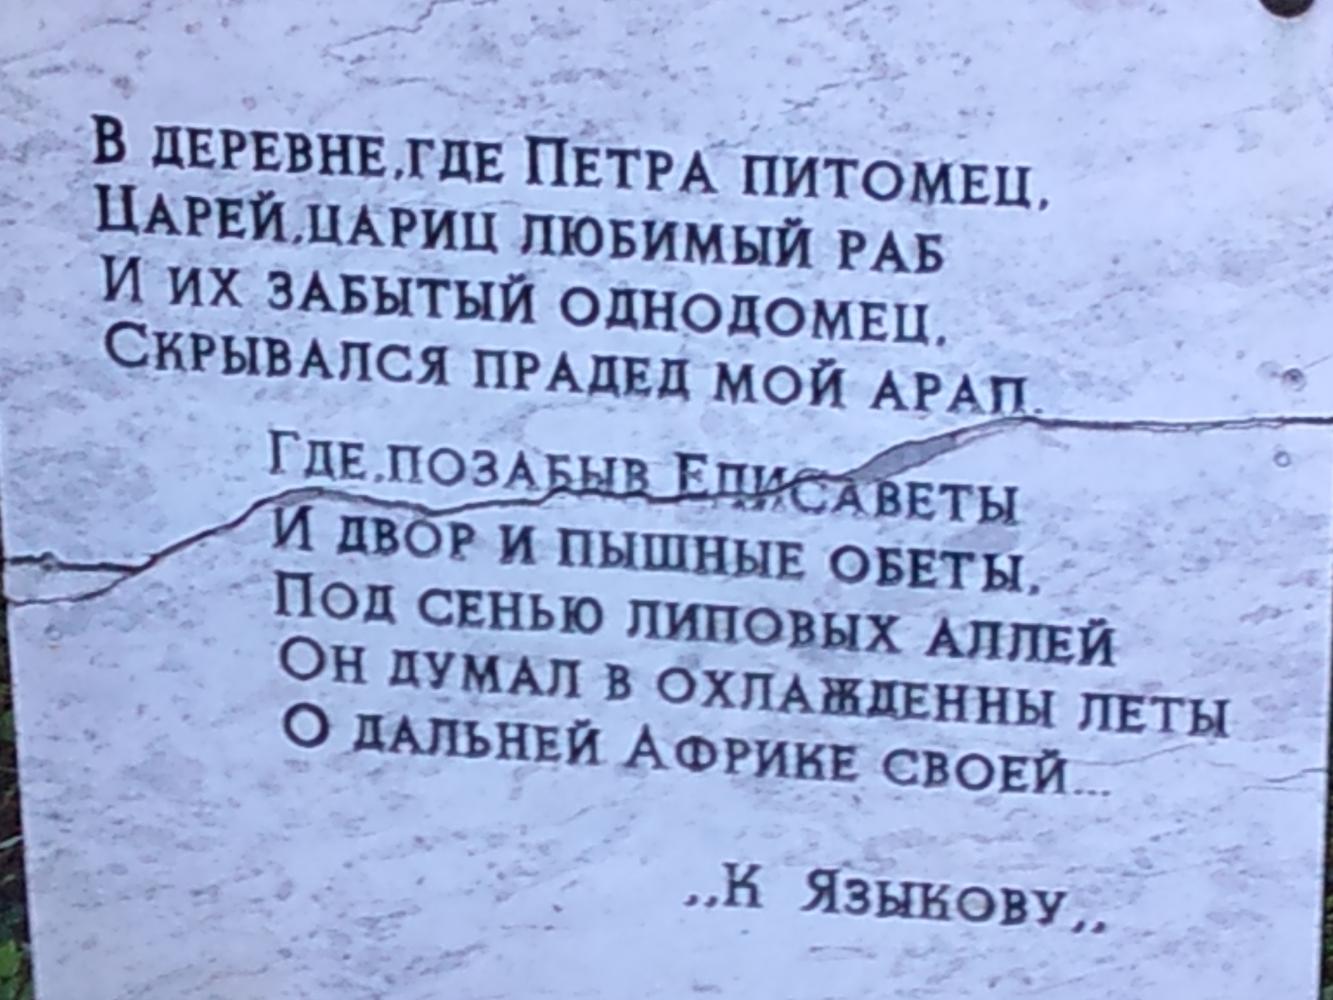 В ДЕРЕВНЕ, ГДЕ ПЕТРА ПИТОМЕЦ,
ЦАРЕЙ, ЦАРИЦ ЛЮБИМЫЙ РАБ
И ИХ ЗАБЫТЫЙ ОДНОДОМЕЦ,
СКРЫВАЛСЯ ПРАДЕД МОЙ АРАП.
ГДЕ, ПОЗАБЫВ ЕЛИСАВЕТЫ
И ДВОР И ПЫШНЫЕ ОБЕТЫ,
ПОД СЕНЬЮ ЛИПОВЫХ АЛЛЕЙ
ОН ДУМАЛ В ОХЛАЖДЕННЫ ЛЕТЫ
О ДАЛЬНЕЙ АФРИКЕ СВОЕЙ...
,,К ЯЗЫКОВУ,,